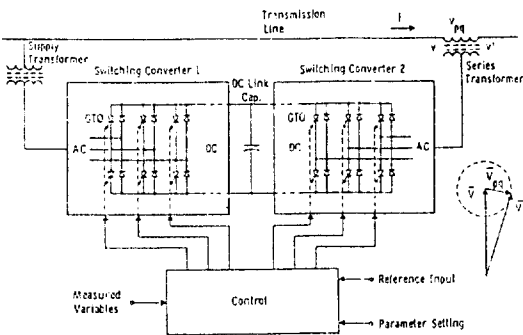 Transmission
Line
I
V
pq
V
V'
Supply
Transformer
Series
Transformer
Switching Converter 1
DC Link
Cap.
Switching Converter 2
GTO
AC
DC
GTO
DC
AC
V
pq
V
V'
Control
Measured
Variables
Reference Input
Parameter Setting